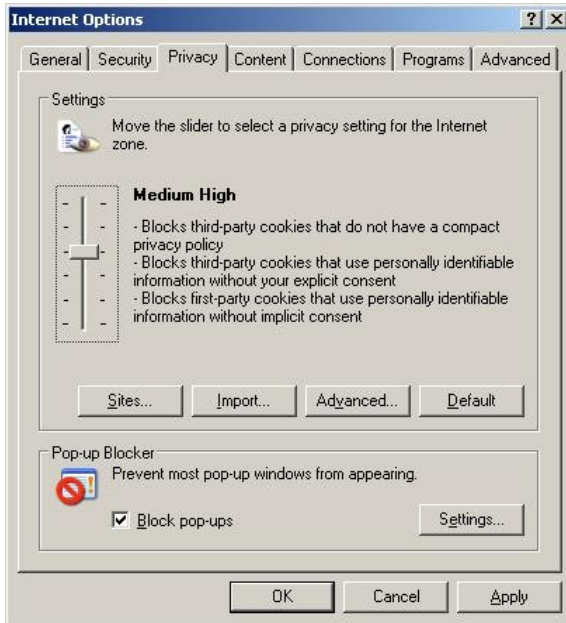 Internet Options
General Security Privacy Content Connections Programs Advanced
Settings
Move the slider to select a privacy setting for the Internet
zone.
Medium High
- Blocks third-party cookies that do not have a compact
privacy policy
- Blocks third-party cookies that use personally identifiable
information without your explicit consent
- Blocks first-party cookies that use personally identifiable
information without implicit consent
Sites... Import... Advanced... Default
Pop-up Blocker
Prevent most pop-up windows from appearing.
Block pop-ups Settings...
OK Cancel Apply